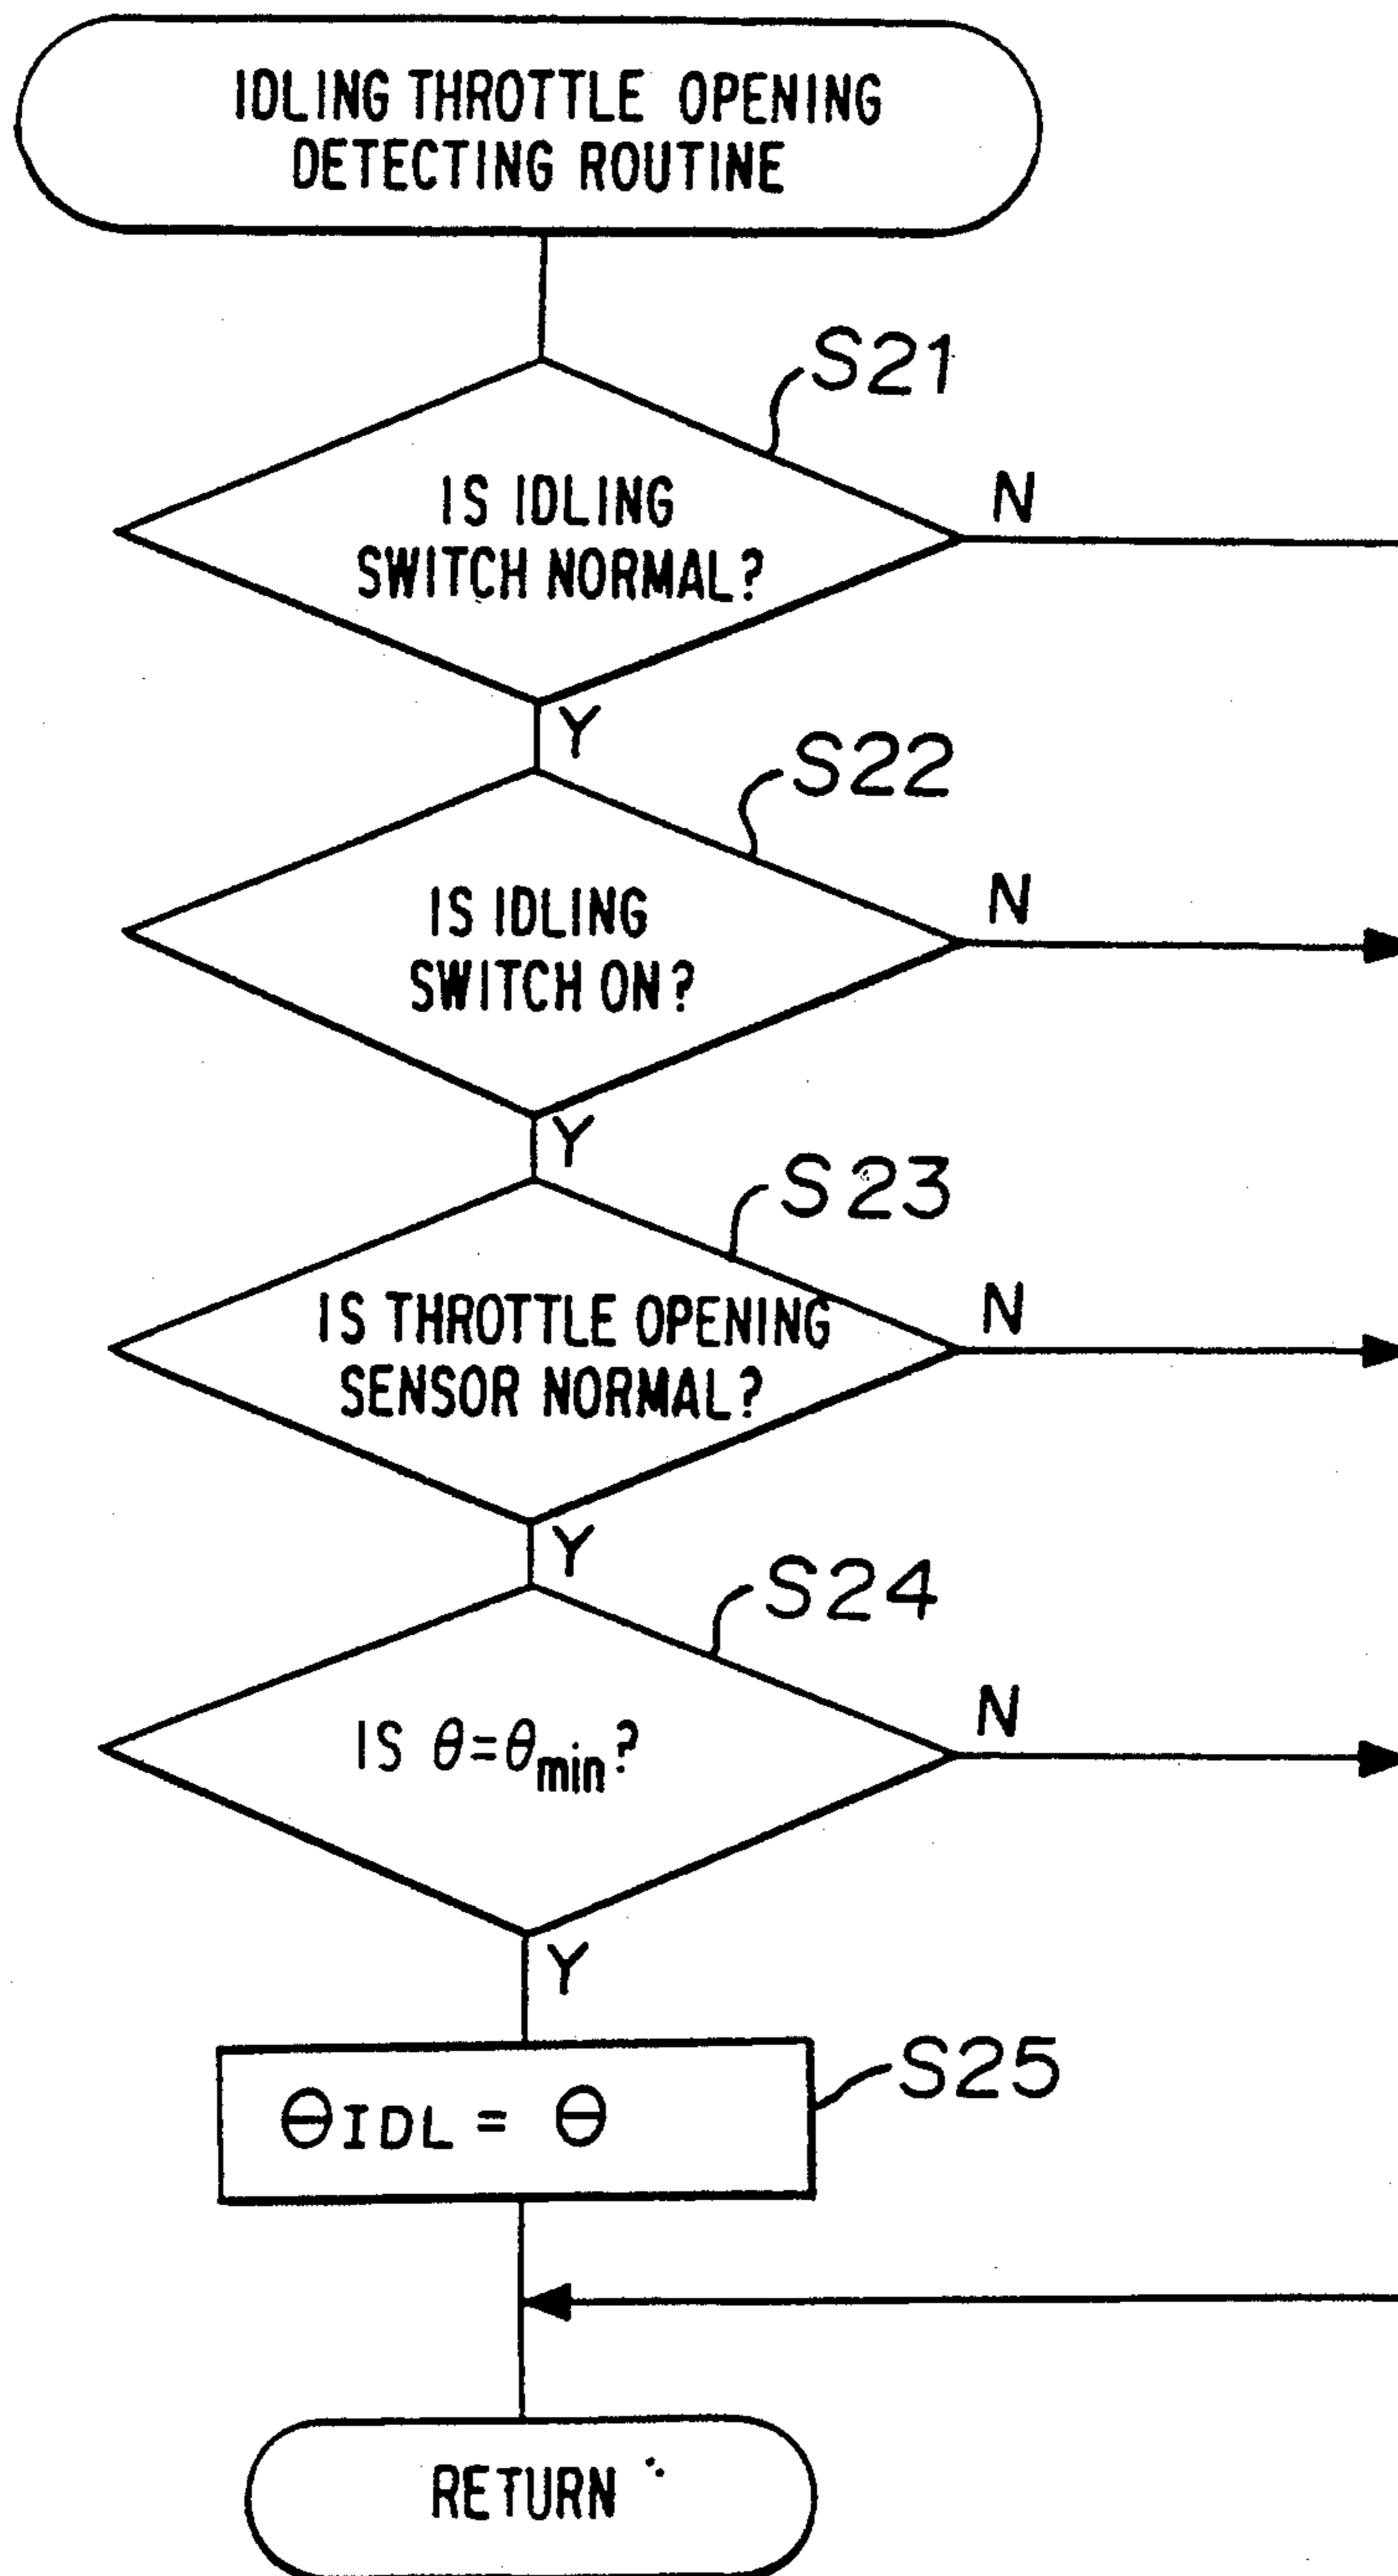 IDLING THROTTLE OPENING
DETECTING ROUTINE
S21
IS IDLING
SWITCH NORMAL?
N
Y
S22
IS IDLING
SWITCH ON?
N
Y
S23
IS THROTTLE OPENING
SENSOR NORMAL?
N
Y
S24
IS θ=θmin?
N
Y
S25
ΘIDL = Θ
RETURN